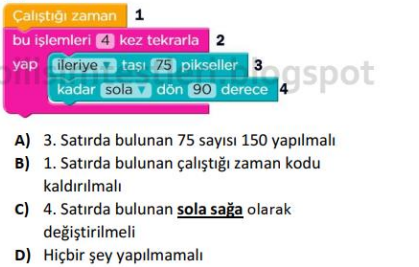 Çalıştığı zaman 1
bu işlemleri 4 kez tekrarla 2
yap ileriye taşı 75 pikseller 3
kadar sola dön 90 derece 4
A) 3. Satırda bulunan 75 sayısı 150 yapılmalı
B) 1. Satırda bulunan çalıştığı zaman kodu
kaldırılmalı
C) 4. Satırda bulunan sola sağa olarak
değiştirilmeli
D) Hiçbir şey yapılmamalı